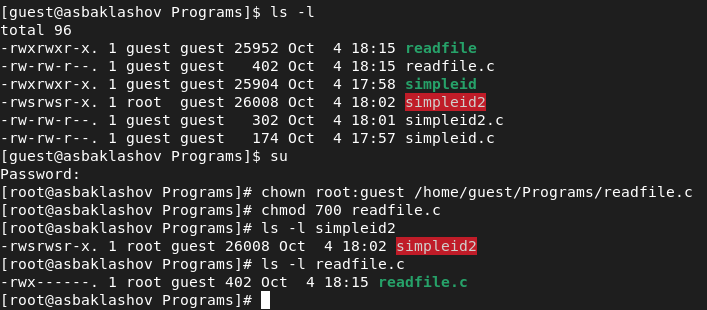 [guest@asbaklashov Programs]$ ls -l
total 96
-rwxrwxr-x. 1 guest guest 25952 Oct  4 18:15 readfile
-rw-rw-r--. 1 guest guest   402 Oct  4 18:15 readfile.c
-rwxrwxr-x. 1 guest guest 25904 Oct  4 17:58 simpleid
-rwsrwsr-x. 1 root  guest 26008 Oct  4 18:02 simpleid2
-rw-rw-r--. 1 guest guest   302 Oct  4 18:01 simpleid2.c
-rw-rw-r--. 1 guest guest   174 Oct  4 17:57 simpleid.c
[guest@asbaklashov Programs]$ su
Password:
[root@asbaklashov Programs]# chown root:guest /home/guest/Programs/readfile.c
[root@asbaklashov Programs]# chmod 700 readfile.c
[root@asbaklashov Programs]# ls -l simpleid2
-rwsrwsr-x. 1 root guest 26008 Oct  4 18:02 simpleid2
[root@asbaklashov Programs]# ls -l readfile.c
-rwx------. 1 root guest 402 Oct  4 18:15 readfile.c
[root@asbaklashov Programs]#